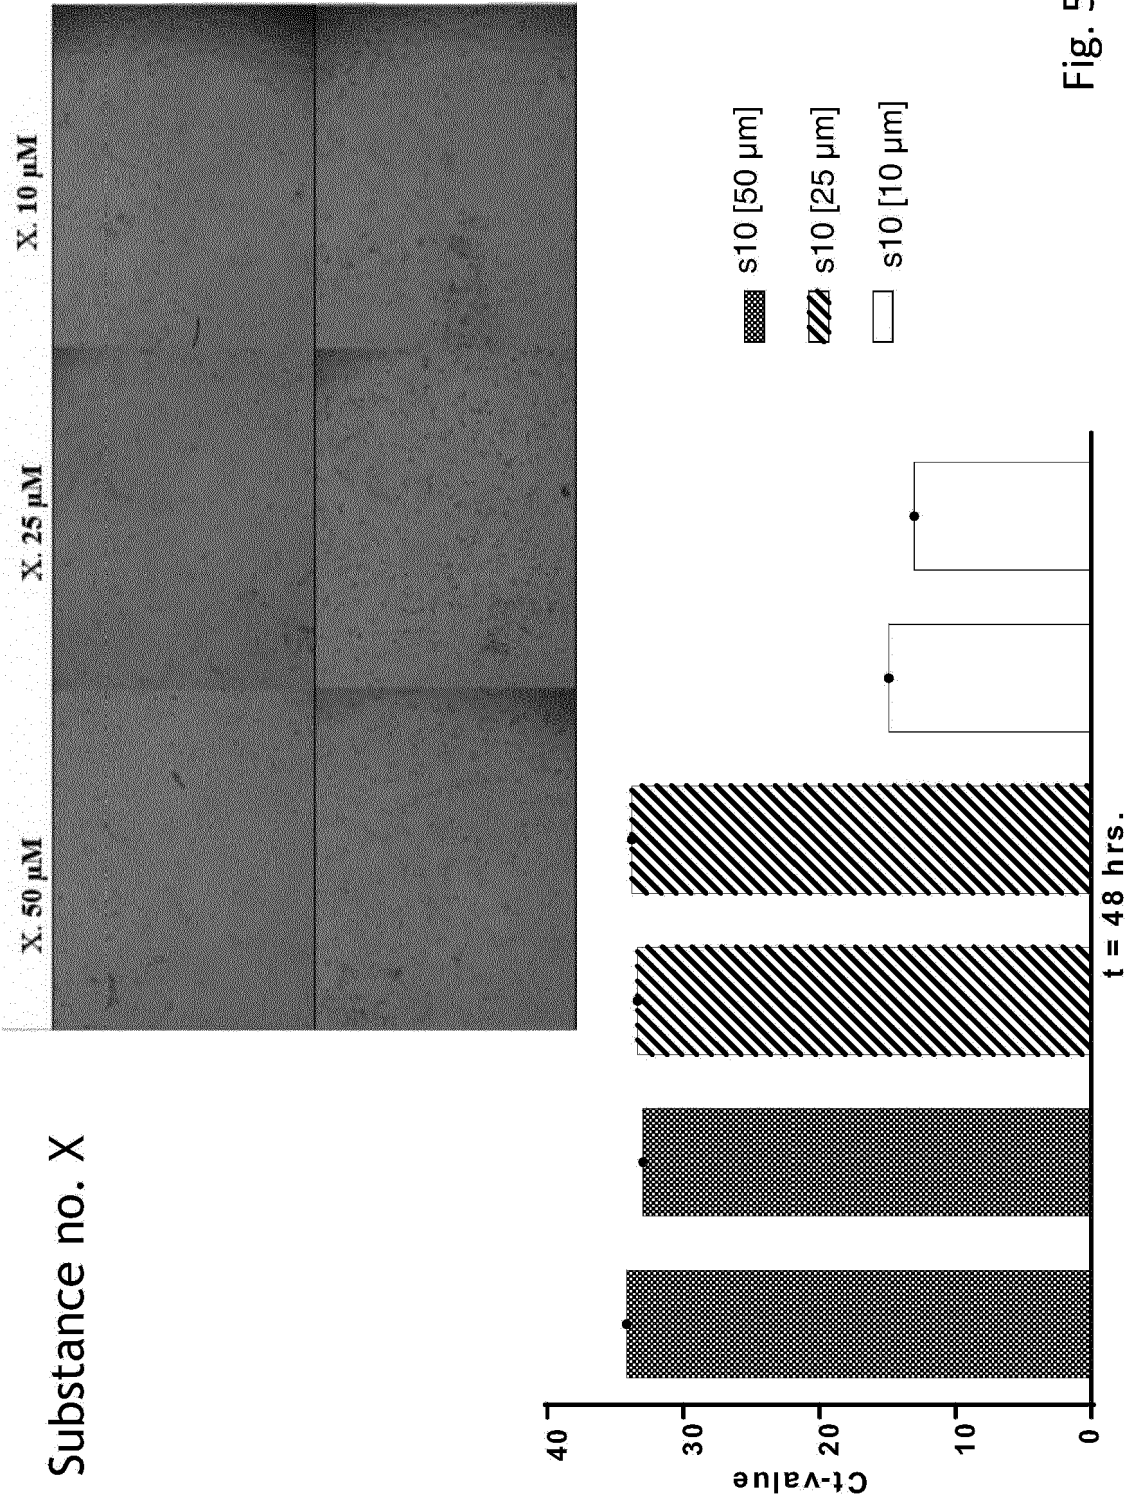 Substance no. X
X. 50 µM X. 25 µM X. 10 µM
40
30
20
10
0
Ct-value
t = 48 hrs.
s10 [50 µm]
s10 [25 µm]
s10 [10 µm]
Fig. 5